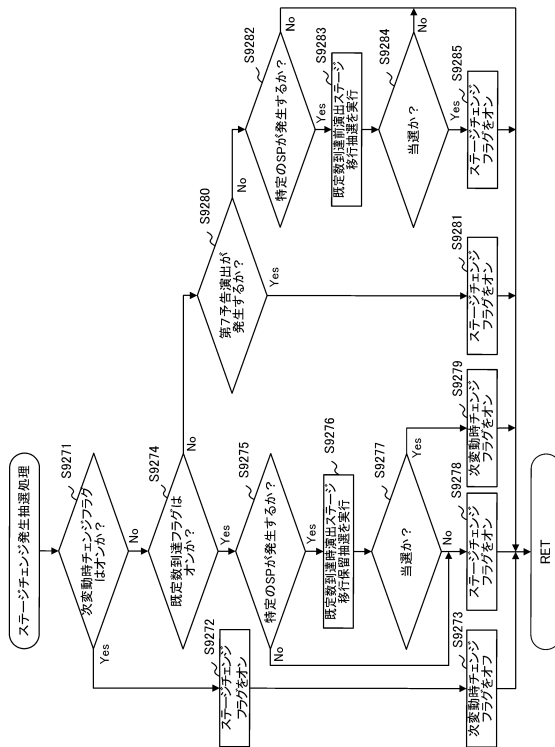 ステージチェンジ発生抽選処理
S9271
次変動時チェンジフラグ
はオンか？
Yes
No
S9272
ステージチェンジ
フラグをオン
S9273
次変動時チェンジ
フラグをオフ
S9274
既定数到達フラグは
オンか？
No
Yes
S9275
特定のSPが発生するか？
No
Yes
S9276
既定数到達時演出ステージ
移行保留抽選を実行
S9277
当選か？
Yes
No
S9278
ステージチェンジ
フラグをオン
S9279
次変動時チェンジ
フラグをオン
S9280
第7予告演出が
発生するか？
No
Yes
S9281
ステージチェンジ
フラグをオン
S9282
特定のSPが発生するか？
No
Yes
S9283
既定数到達前演出ステージ
移行抽選を実行
S9284
当選か？
No
Yes
S9285
ステージチェンジ
フラグをオン
RET